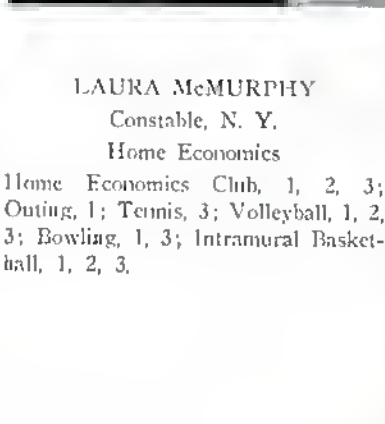 LAURA McMURPHY
Constable, N. Y.
Home Economics
Home Economics Club, 1, 2, 3;
Outing, 1; Tennis, 3; Volleyball, 1, 2,
3; Bowling, 1, 3; Intramural Basket-
ball, 1, 2, 3.